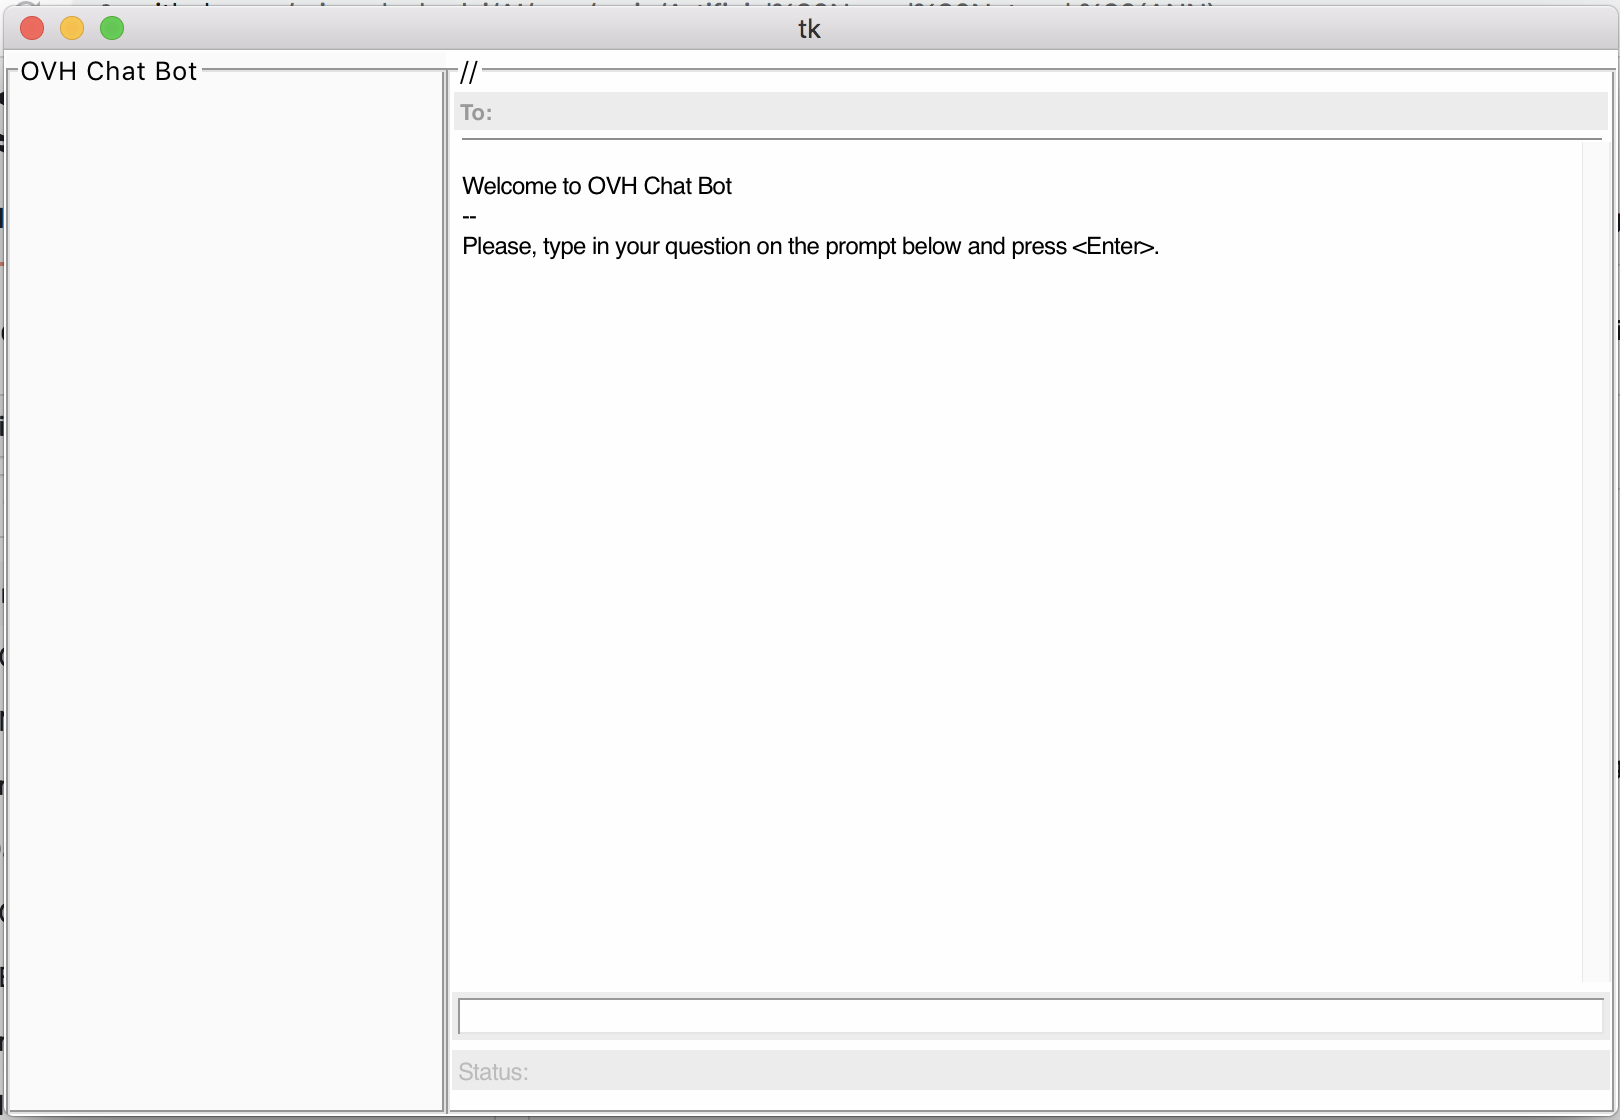 tk
OVH Chat Bot
//
To:
Welcome to OVH Chat Bot
--
Please, type in your question on the prompt below and press <Enter>.
Status: